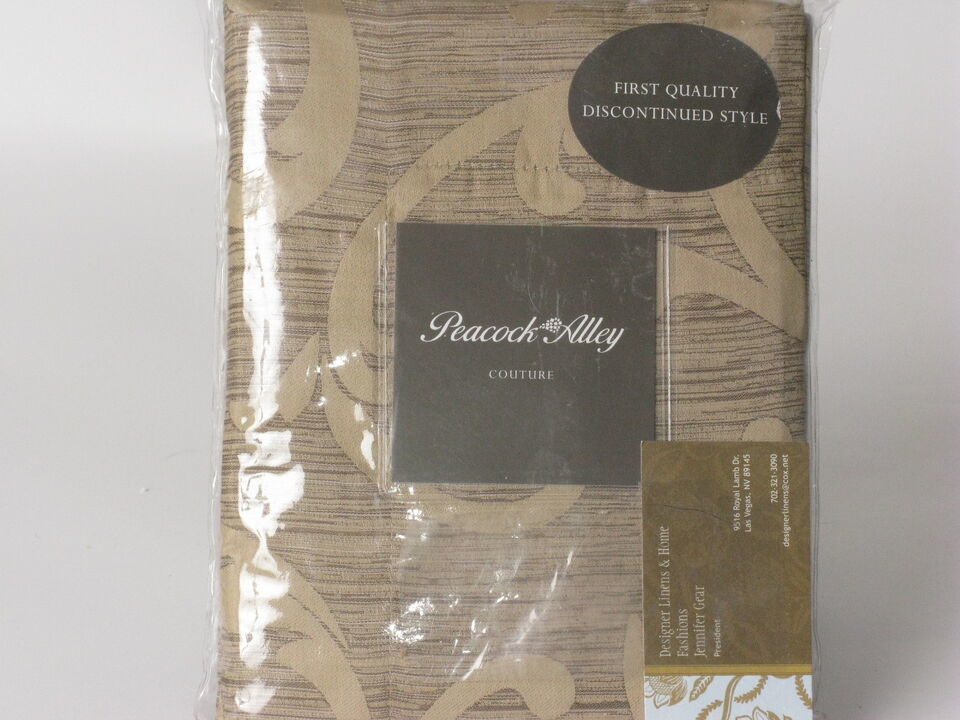 FIRST QUALITY
DISCONTINUED STYLE
Peacock Alley
COUTURE
Designer Linens & Home
Fashions
Jennifer Gear
President
9516 Royal Lamb Dr.
Las Vegas, NV 89145
702-321-3090
designerlinens@cox.net